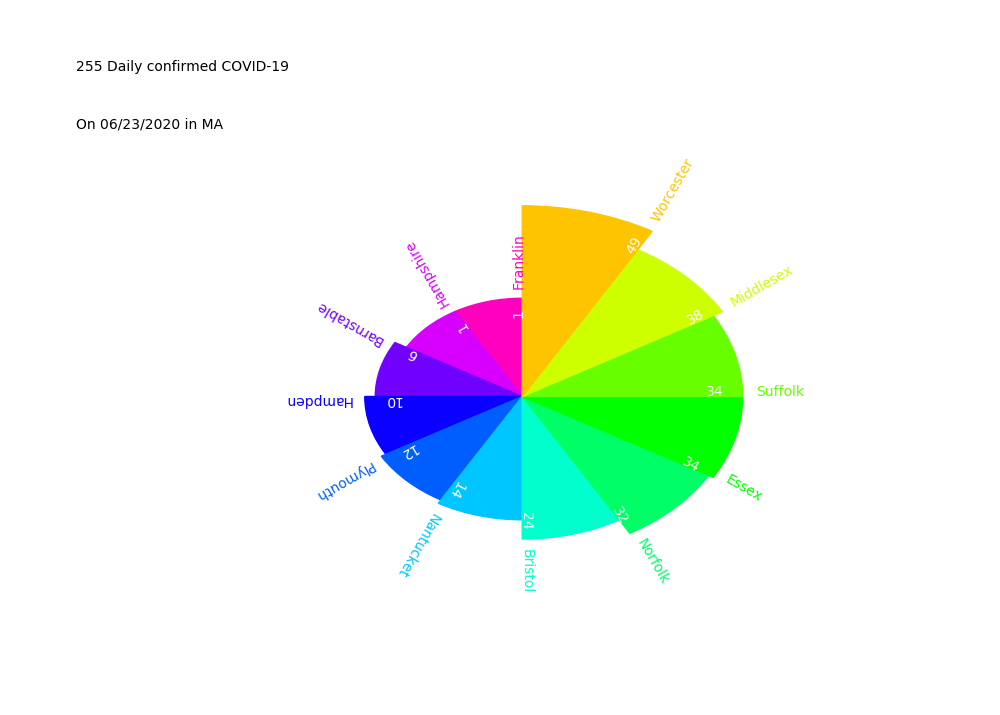 255 Daily confirmed COVID-19
On 06/23/2020 in MA
Worcester
49
Middlesex
38
Suffolk
34
Essex
34
Norfolk
32
Bristol
24
Nantucket
14
Plymouth
12
Hampden
10
Barnstable
6
Hampshire
1
Franklin
1